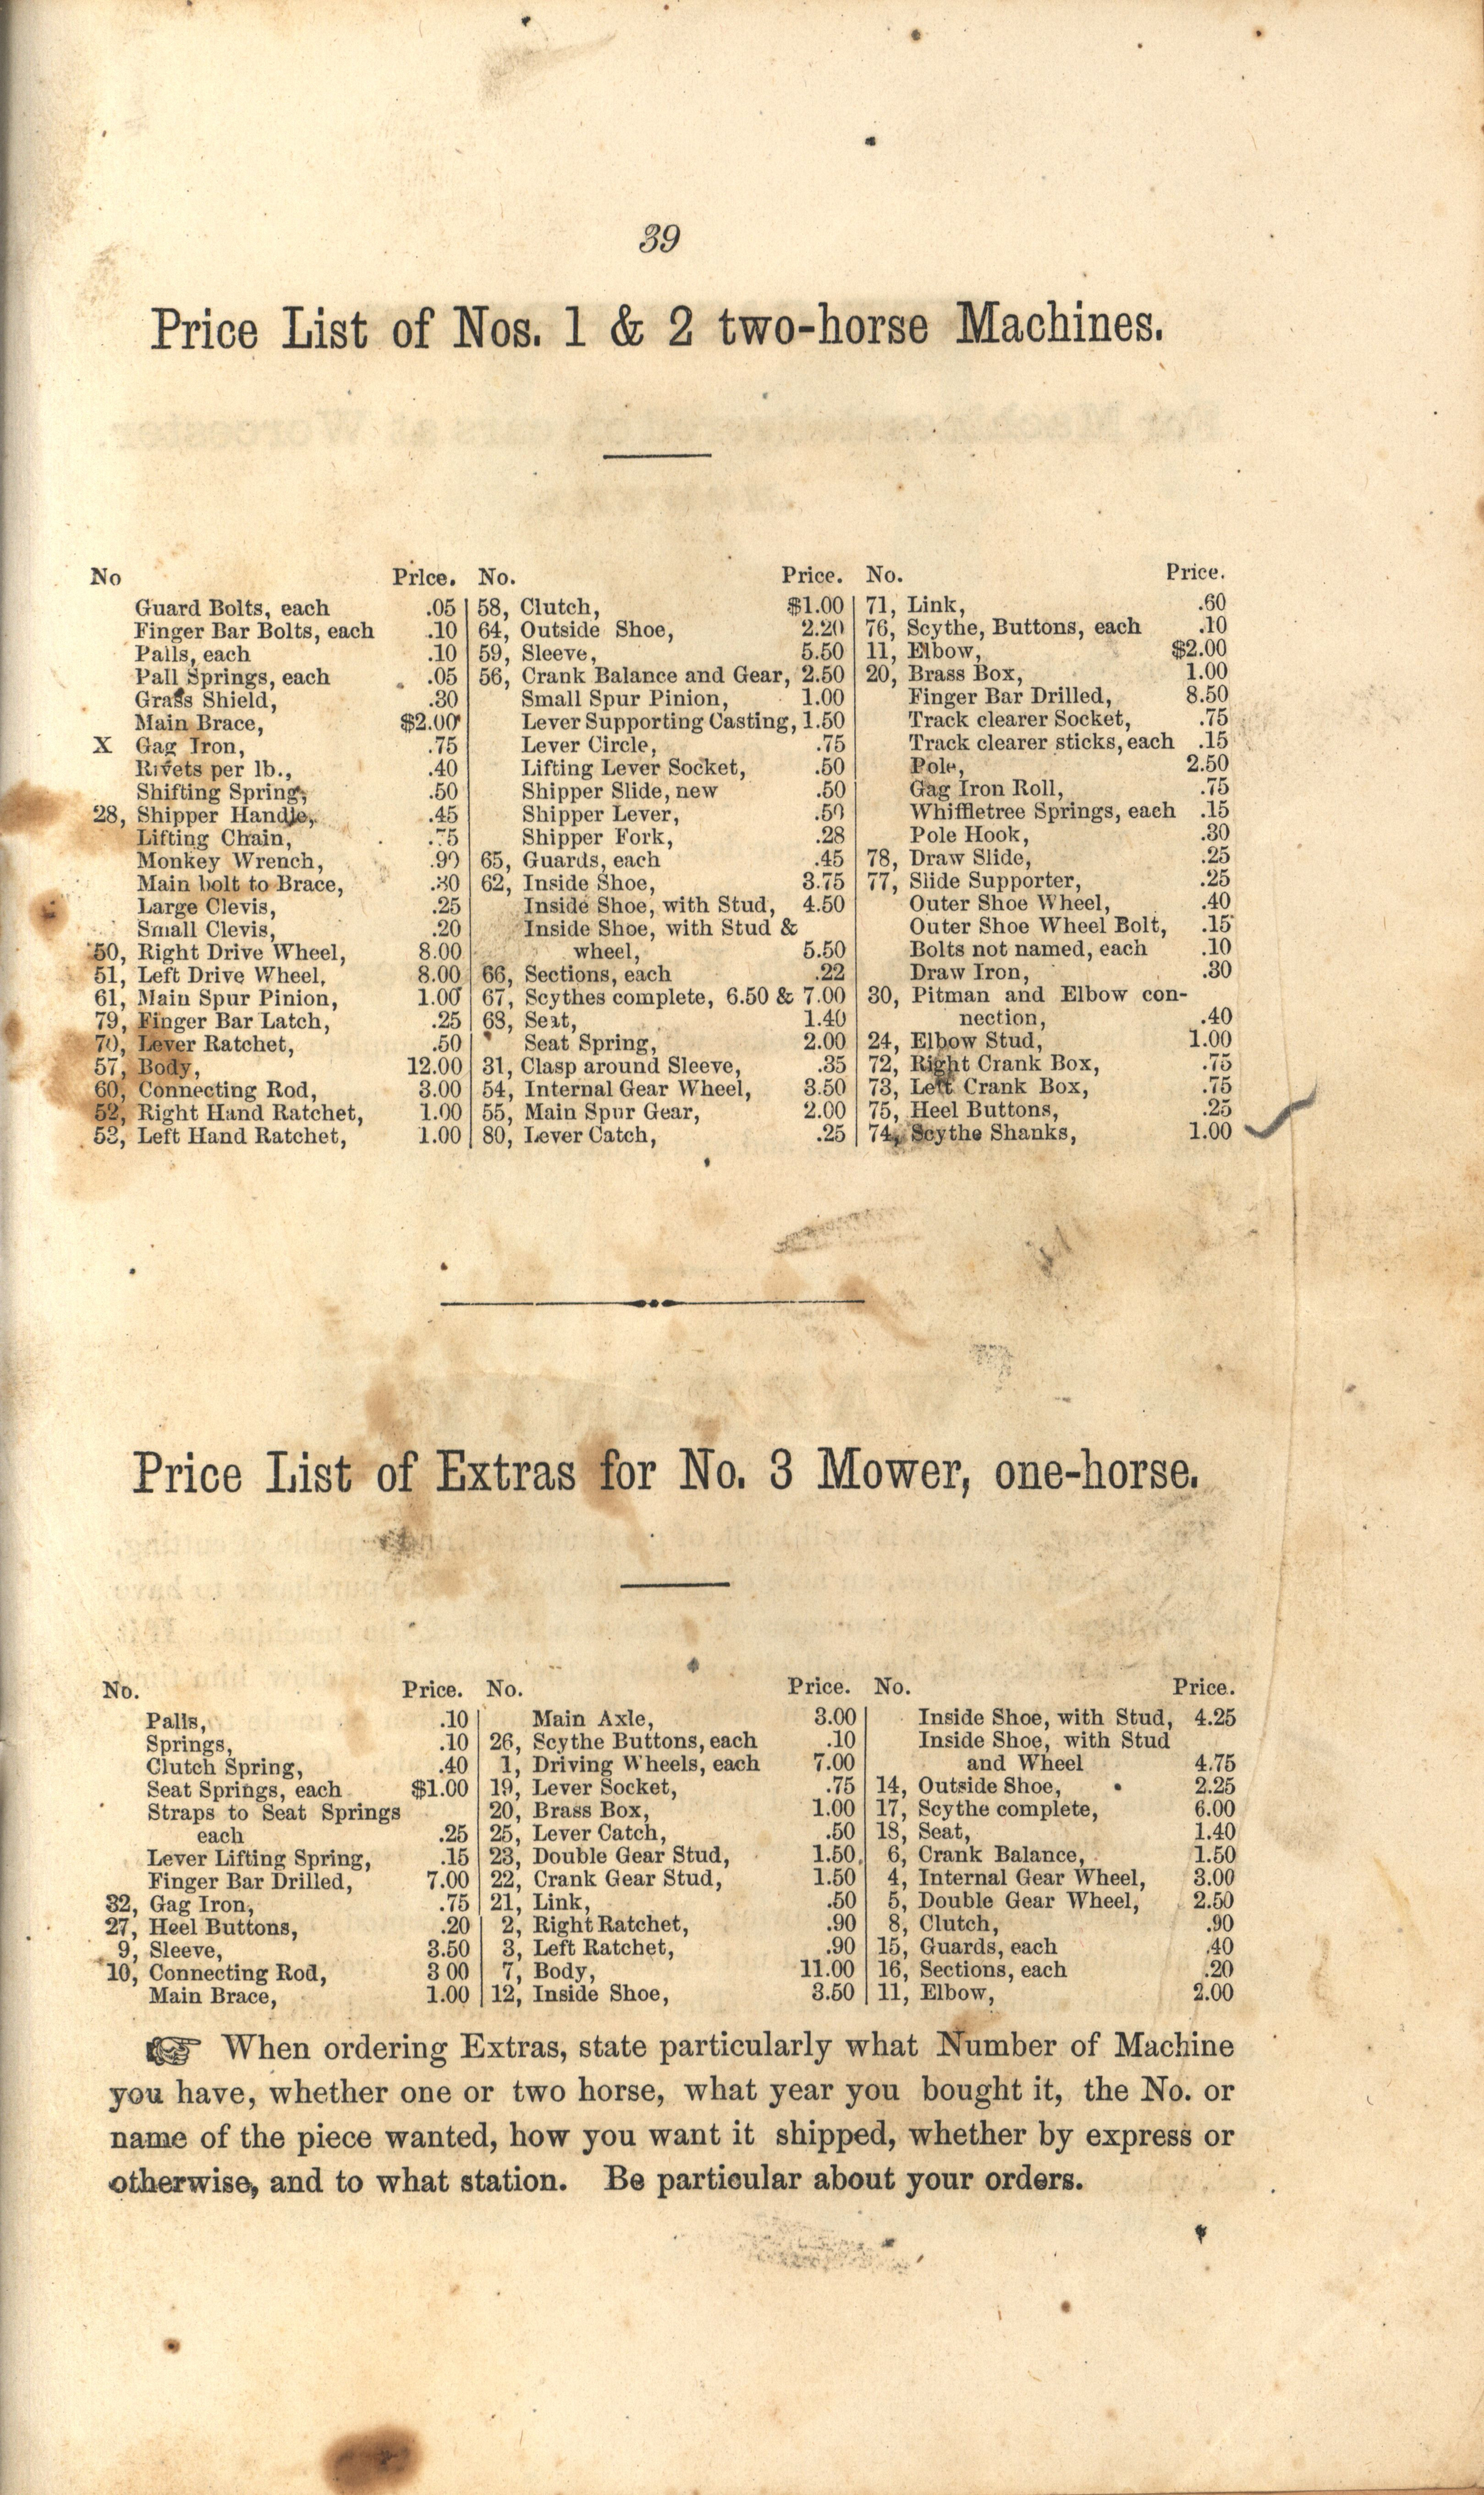 39
Price List of Nos. 1 & 2 two-horse Machines.
No Price.
Guard Bolts, each .05
Finger Bar Bolts, each .10
Palls, each .10
Pall Springs, each .05
Grass Shield, .30
Main Brace, $2.00
X Gag Iron, .75
Rivets per lb., .40
Shifting Spring, .50
28, Shipper Handle, .45
Lifting Chain, .75
Monkey Wrench, .90
Main bolt to Brace, .30
Large Clevis, .25
Small Clevis, .20
50, Right Drive Wheel, 8.00
51, Left Drive Wheel, 8.00
61, Main Spur Pinion, 1.00
79, Finger Bar Latch, .25
70, Lever Ratchet, .50
57, Body, 12.00
60, Connecting Rod, 3.00
52, Right Hand Ratchet, 1.00
53, Left Hand Ratchet, 1.00
No. Price.
58, Clutch, $1.00
64, Outside Shoe, 2.20
59, Sleeve, 5.50
56, Crank Balance and Gear, 2.50
Small Spur Pinion, 1.00
Lever Supporting Casting, 1.50
Lever Circle, .75
Lifting Lever Socket, .50
Shipper Slide, new .50
Shipper Lever, .50
Shipper Fork, .28
65, Guards, each .45
62, Inside Shoe, 3.75
Inside Shoe, with Stud, 4.50
Inside Shoe, with Stud &
wheel, 5.50
66, Sections, each .22
67, Scythes complete, 6.50 & 7.00
63, Seat, 1.40
Seat Spring, 2.00
31, Clasp around Sleeve, .35
54, Internal Gear Wheel, 3.50
55, Main Spur Gear, 2.00
80, Lever Catch, .25
No. Price.
71, Link, .60
76, Scythe, Buttons, each .10
11, Elbow, $2.00
20, Brass Box, 1.00
Finger Bar Drilled, 8.50
Track clearer Socket, .75
Track clearer sticks, each .15
Pole, 2.50
Gag Iron Roll, .75
Whiffletree Springs, each .15
Pole Hook, .30
78, Draw Slide, .25
77, Slide Supporter, .25
Outer Shoe Wheel, .40
Outer Shoe Wheel Bolt, .15
Bolts not named, each .10
Draw Iron, .30
30, Pitman and Elbow con-
nection, .40
24, Elbow Stud, 1.00
72, Right Crank Box, .75
73, Left Crank Box, .75
75, Heel Buttons, .25
74, Scythe Shanks, 1.00
Price List of Extras for No. 3 Mower, one-horse.
No. Price.
Palls, .10
Springs, .10
Clutch Spring, .40
Seat Springs, each $1.00
Straps to Seat Springs
each .25
Lever Lifting Spring, .15
Finger Bar Drilled, 7.00
32, Gag Iron, .75
27, Heel Buttons, .20
9, Sleeve, 3.50
10, Connecting Rod, 3 00
Main Brace, 1.00
No. Price.
Main Axle, 3.00
26, Scythe Buttons, each .10
1, Driving Wheels, each 7.00
19, Lever Socket, .75
20, Brass Box, 1.00
25, Lever Catch, .50
23, Double Gear Stud, 1.50
22, Crank Gear Stud, 1.50
21, Link, .50
2, Right Ratchet, .90
3, Left Ratchet, .90
7, Body, 11.00
12, Inside Shoe, 3.50
No. Price.
Inside Shoe, with Stud, 4.25
Inside Shoe, with Stud
and Wheel 4.75
14, Outside Shoe, 2.25
17, Scythe complete, 6.00
18, Seat, 1.40
6, Crank Balance, 1.50
4, Internal Gear Wheel, 3.00
5, Double Gear Wheel, 2.50
8, Clutch, .90
15, Guards, each .40
16, Sections, each .20
11, Elbow, 2.00
☞ When ordering Extras, state particularly what Number of Machine
you have, whether one or two horse, what year you bought it, the No. or
name of the piece wanted, how you want it shipped, whether by express or
otherwise, and to what station. Be particular about your orders.